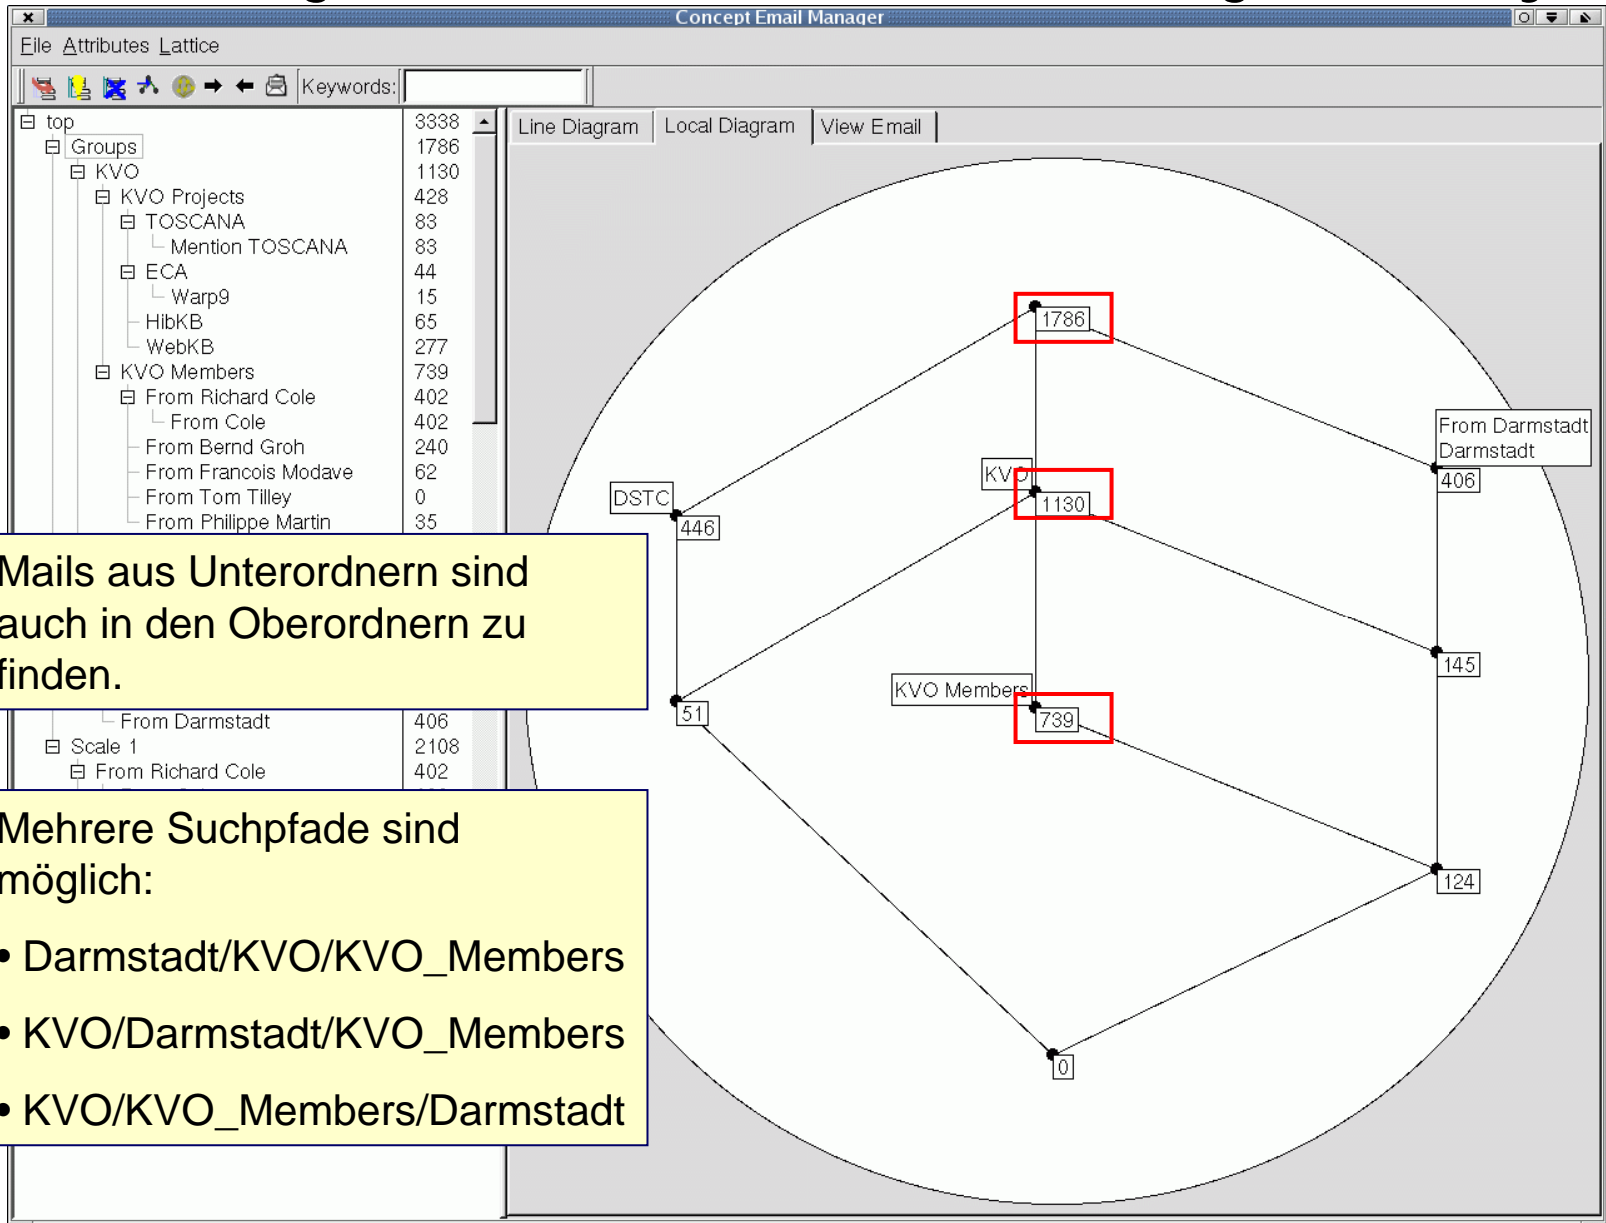 Concept Email Manager
File Attributes Lattice
Keywords:
top 3338
Groups 1786
KVO 1130
KVO Projects 428
TOSCANA 83
Mention TOSCANA 83
ECA 44
Warp9 15
HibKB 65
WebKB 277
KVO Members 739
From Richard Cole 402
From Cole 402
From Bernd Groh 240
From Francois Modave 62
From Tom Tilley 0
From Philippe Martin 35
Mails aus Unterordnern sind
auch in den Oberordnern zu
finden.
From Darmstadt 406
Scale 1 2108
From Richard Cole 402
Mehrere Suchpfade sind
möglich:
• Darmstadt/KVO/KVO_Members
• KVO/Darmstadt/KVO_Members
• KVO/KVO_Members/Darmstadt
Line Diagram Local Diagram View Email
1786
From Darmstadt
Darmstadt
406
KVO
1130
DSTC
446
145
KVO Members
739
51
124
0